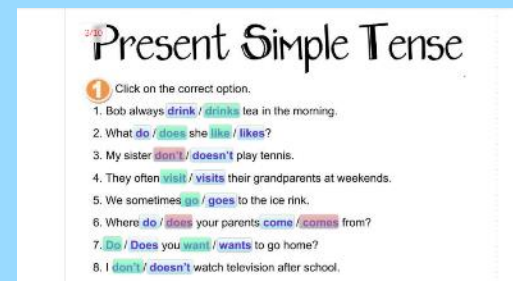 3/10
Present Simple Tense
1 Click on the correct option.
1. Bob always drink / drinks tea in the morning.
2. What do / does she like / likes?
3. My sister don't / doesn't play tennis.
4. They often visit / visits their grandparents at weekends.
5. We sometimes go / goes to the ice rink.
6. Where do / does your parents come / comes from?
7. Do / Does you want / wants to go home?
8. I don't / doesn't watch television after school.